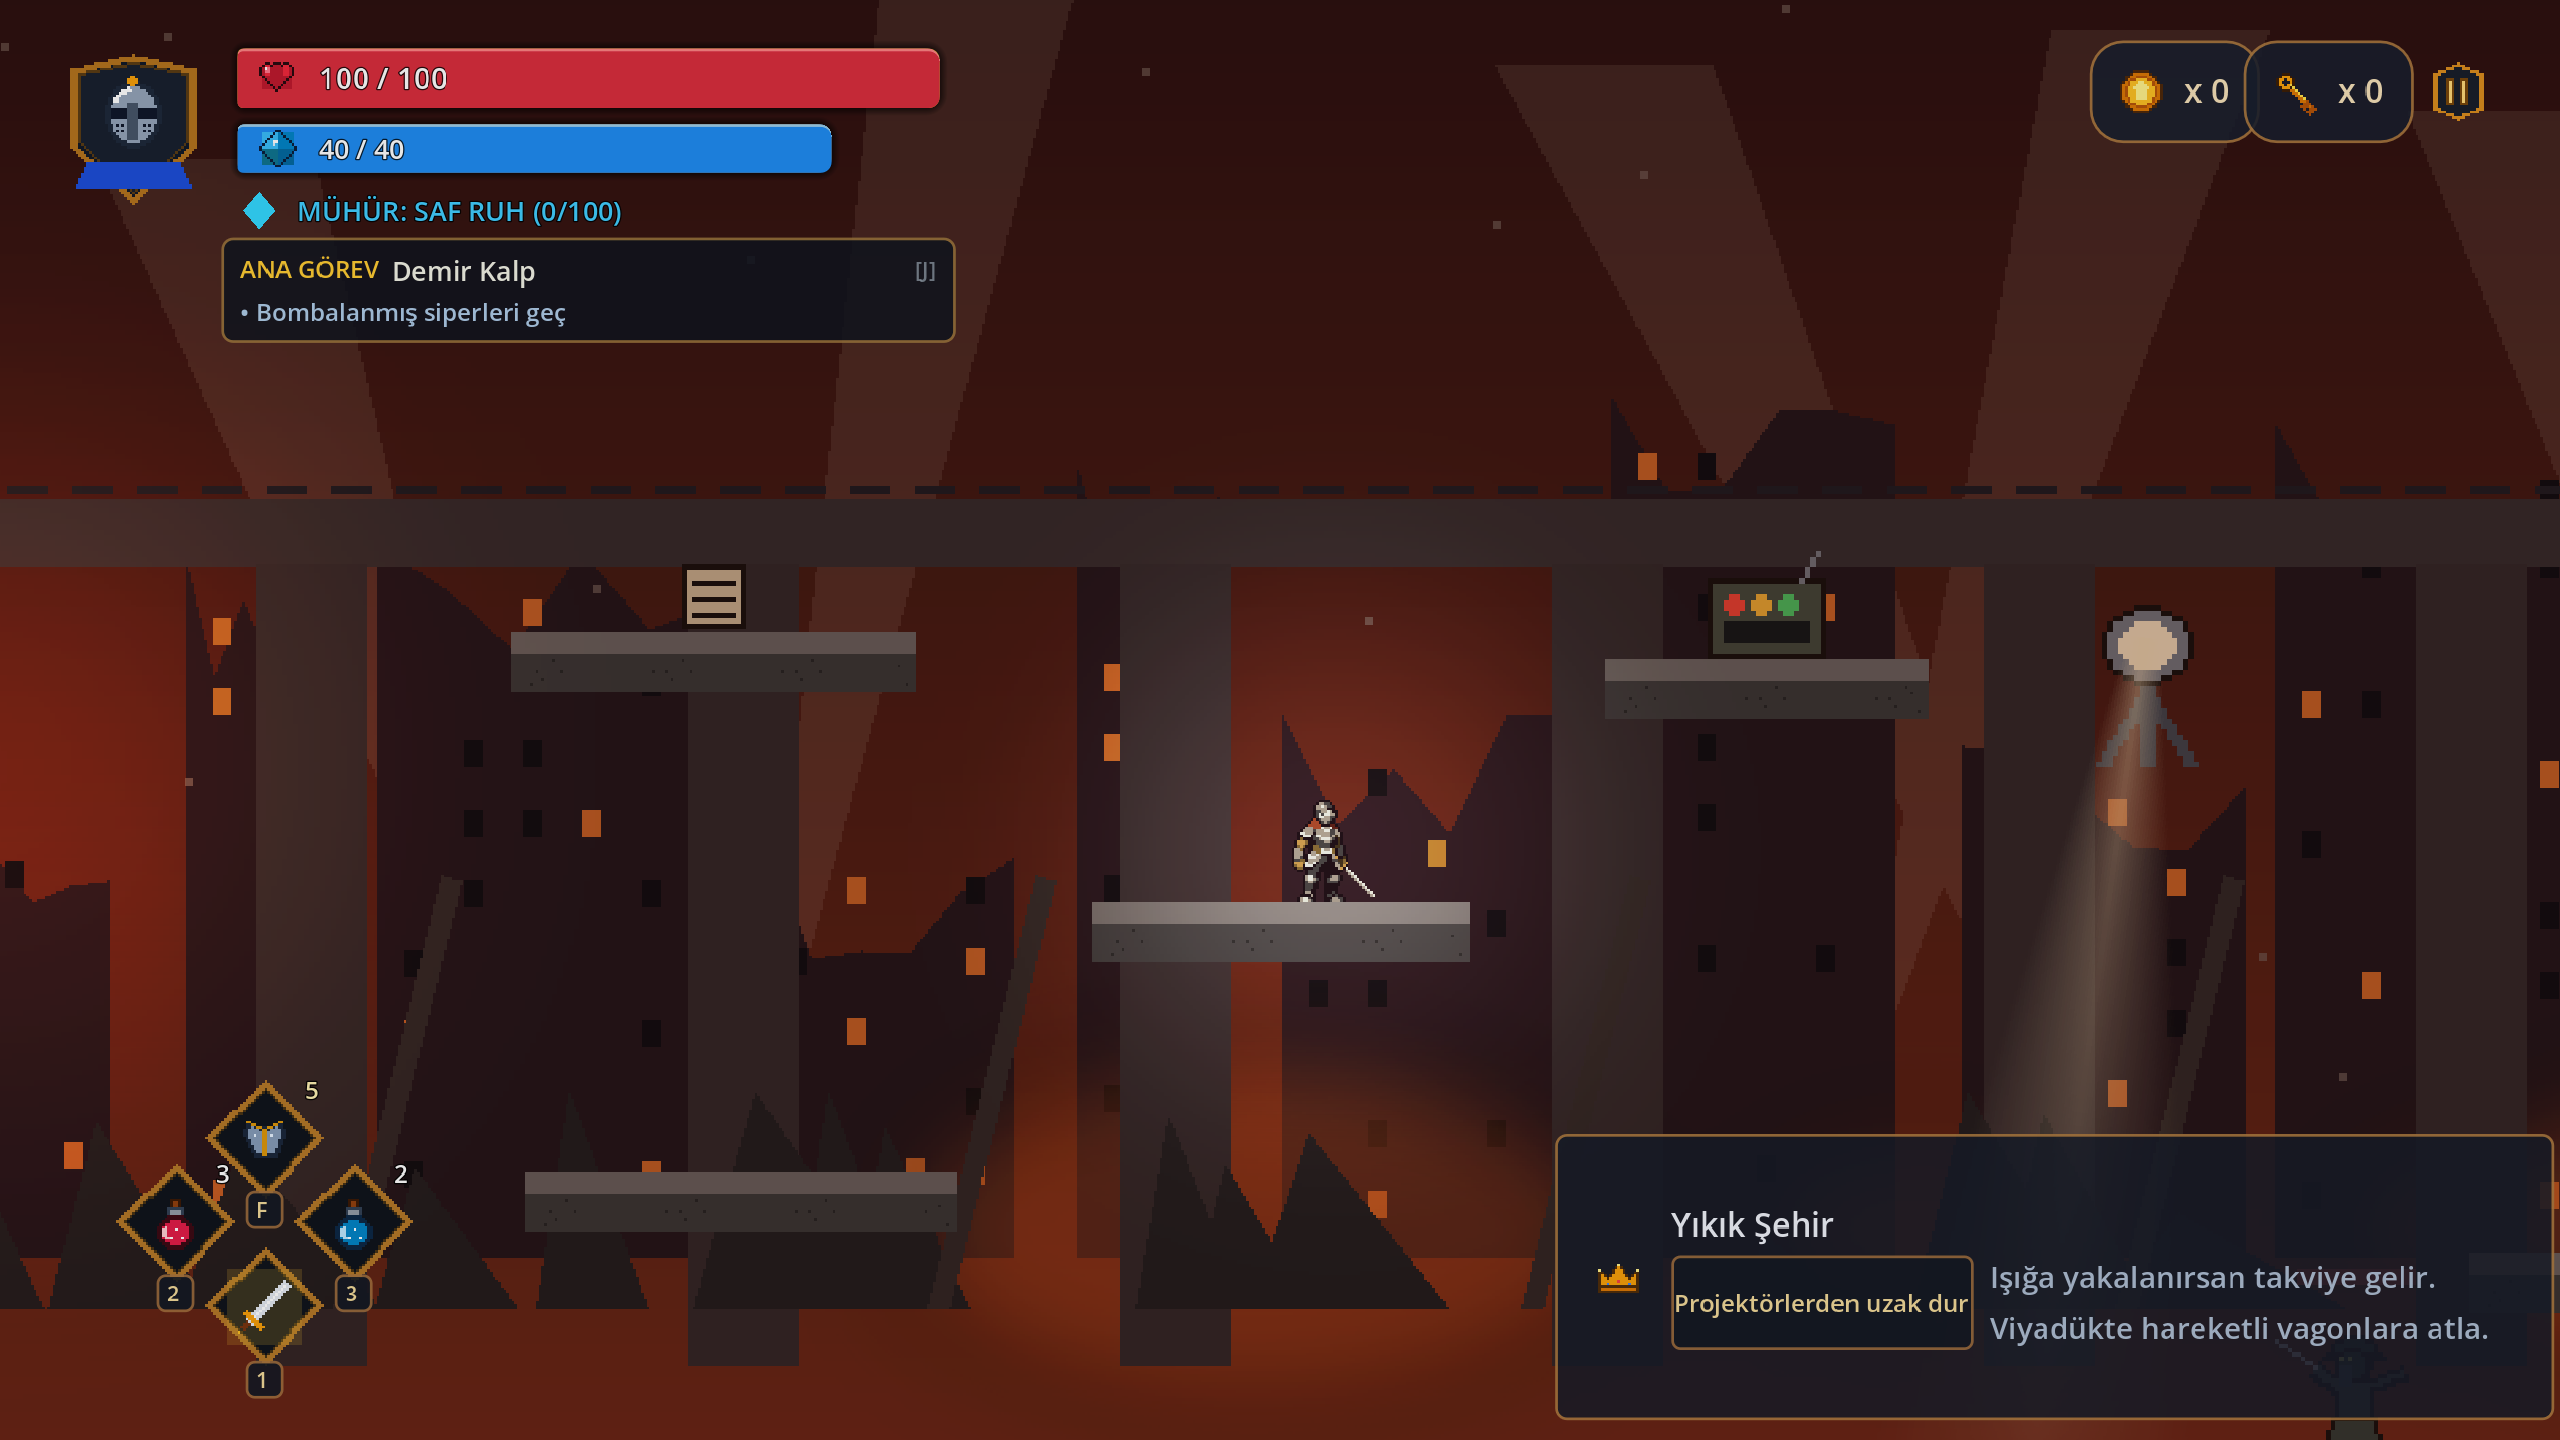 100 / 100
x 0
x 0
40 / 40
MÜHÜR: SAF RUH (0/100)
ANA GÖREV Demir Kalp [J]
• Bombalanmış siperleri geç
5
3
2
F
2
3
1
Yıkık Şehir
Projektörlerden uzak dur
Işığa yakalanırsan takviye gelir.
Viyadükte hareketli vagonlara atla.